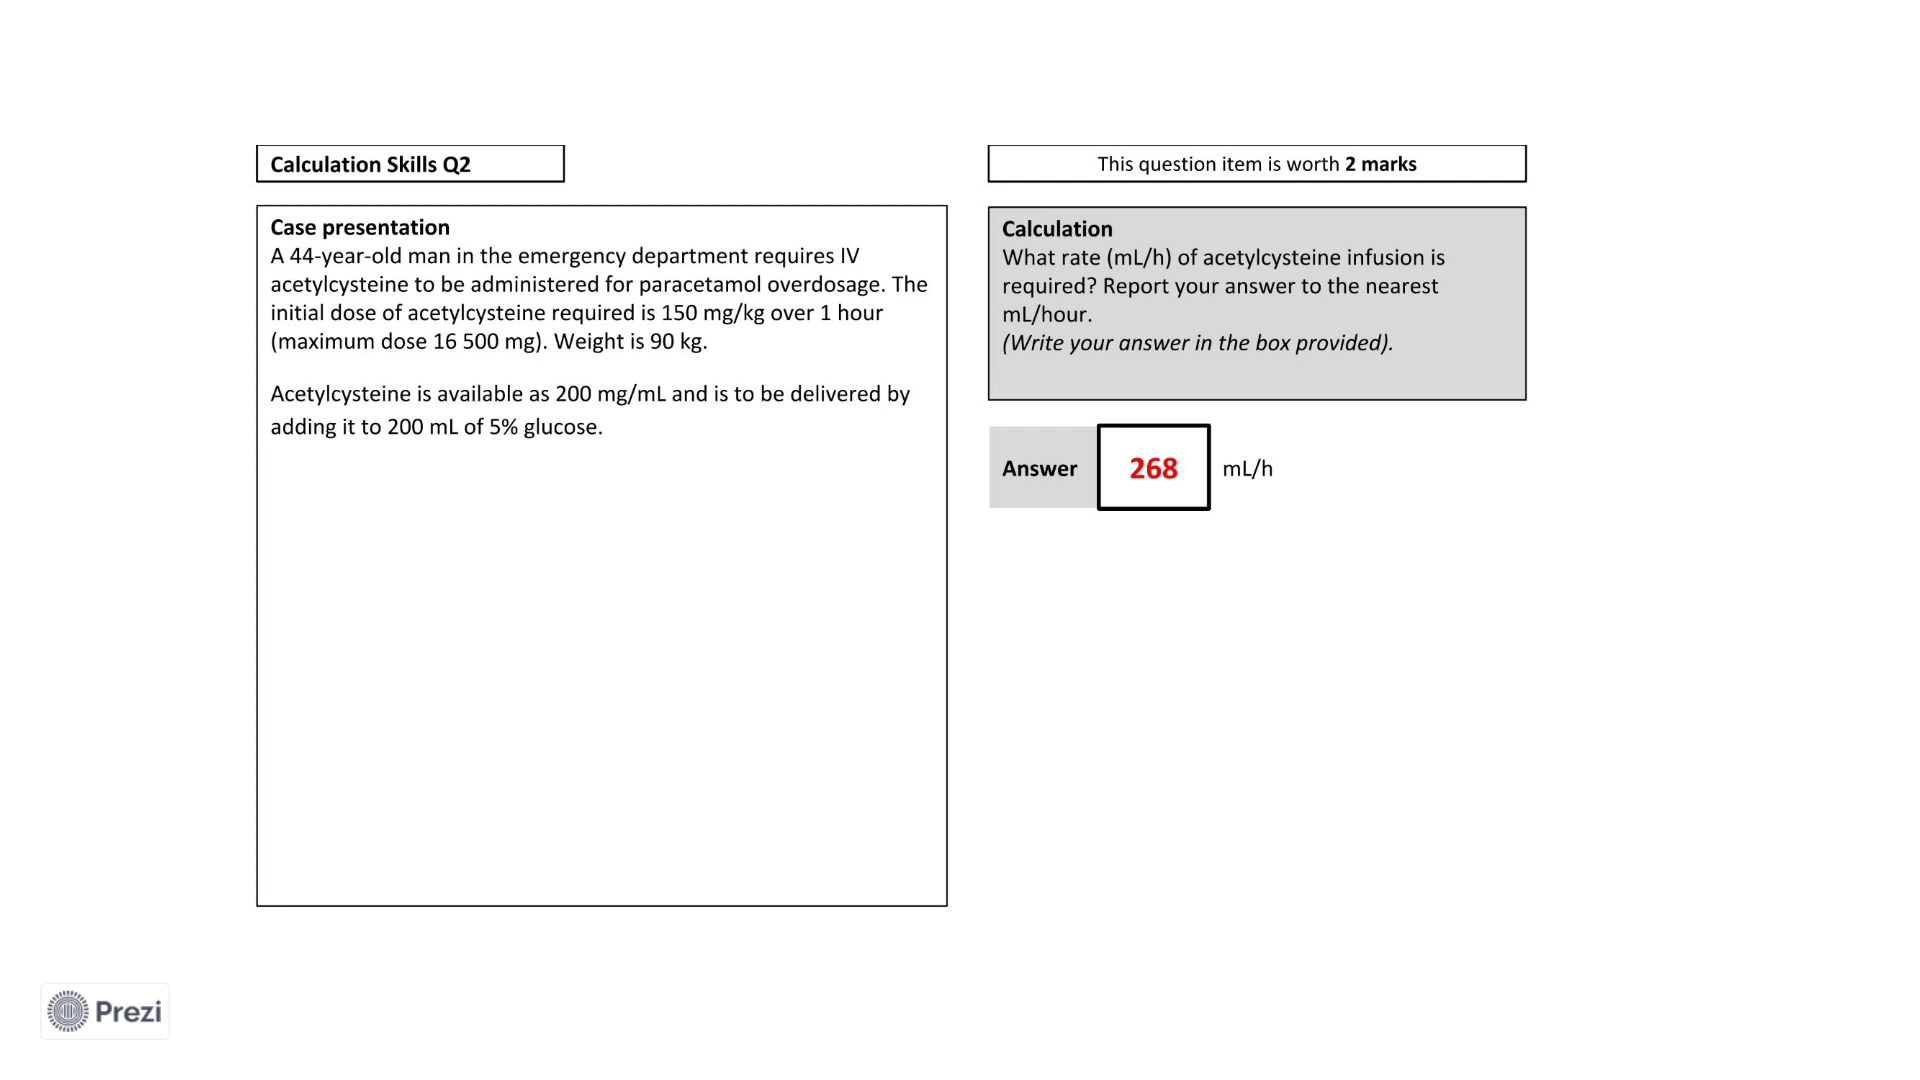 Calculation Skills Q2
This question item is worth 2 marks
Case presentation
A 44-year-old man in the emergency department requires IV
acetylcysteine to be administered for paracetamol overdosage. The
initial dose of acetylcysteine required is 150 mg/kg over 1 hour
(maximum dose 16 500 mg). Weight is 90 kg.
Acetylcysteine is available as 200 mg/mL and is to be delivered by
adding it to 200 mL of 5% glucose.
Calculation
What rate (mL/h) of acetylcysteine infusion is
required? Report your answer to the nearest
mL/hour.
(Write your answer in the box provided).
Answer 268 mL/h
Prezi